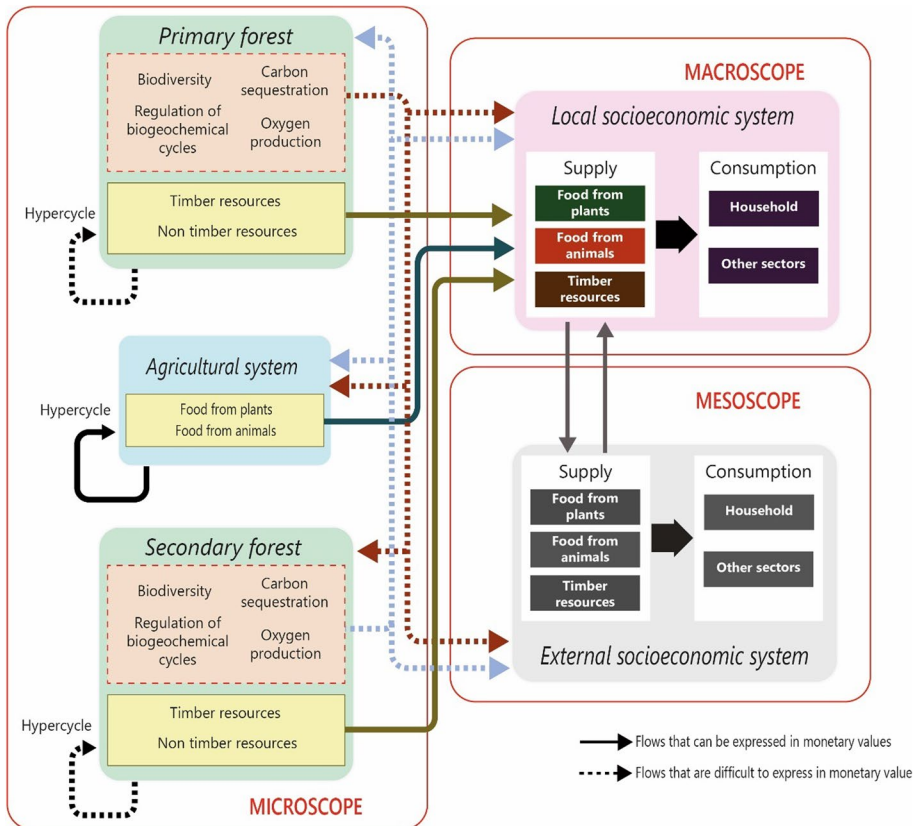 Primary forest
Biodiversity
Carbon
sequestration
Regulation of
biogeochemical
cycles
Oxygen
production
Timber resources
Non timber resources
Hypercycle
Agricultural system
Food from plants
Food from animals
Hypercycle
Secondary forest
Biodiversity
Carbon
sequestration
Regulation of
biogeochemical
cycles
Oxygen
production
Timber resources
Non timber resources
Hypercycle
MICROSCOPE
MACROSCOPE
Local socioeconomic system
Supply
Food from
plants
Food from
animals
Timber
resources
Consumption
Household
Other sectors
MESOSCOPE
Supply
Food from
plants
Food from
animals
Timber
resources
Consumption
Household
Other sectors
External socioeconomic system
Flows that can be expressed in monetary values
Flows that are difficult to express in monetary value